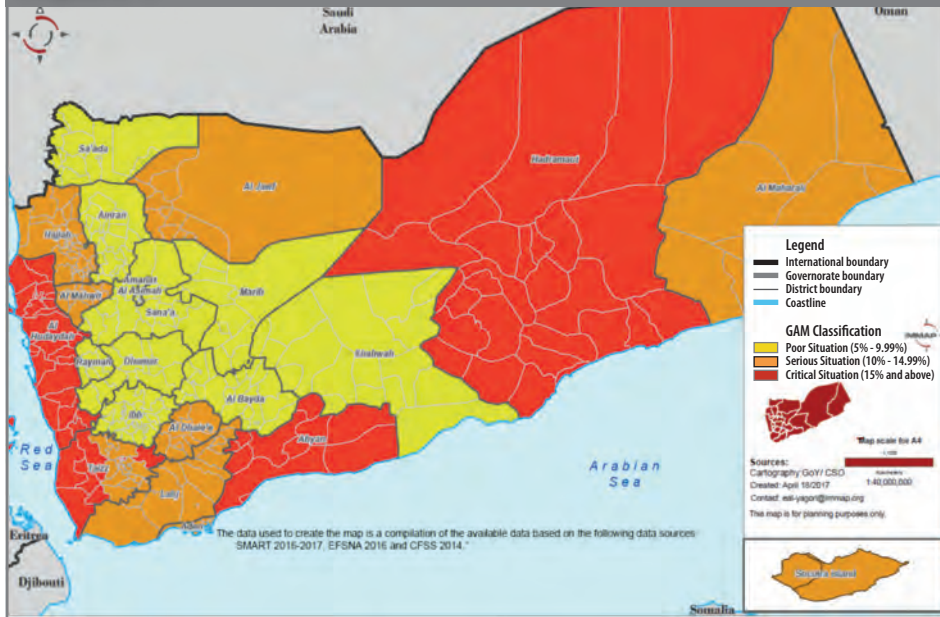 Saudi
Arabia
Oman
Sa'ada
Al Jawf
Hadramaut
Al Maharah
Hajjah
Amran
Amanat
Al Asimah
Al Mahwit
Marib
Sana'a
Al
Hudaydah
Raymah
Dhamar
Shabwah
Ibb
Al Bayda
Al Dhale'e
Abyan
Taizz
Lahj
Aden
Red
Sea
Arabian
Sea
Eritrea
Djibouti
Somalia
The data used to create the map is a compilation of the available data based on the following data sources
SMART 2016-2017, EFSNA 2016 and CFSS 2014."
Legend
International boundary
Governorate boundary
District boundary
Coastline
GAM Classification
Poor Situation (5% - 9.99%)
Serious Situation (10% - 14.99%)
Critical Situation (15% and above)
Map scale for A4
Sources:
Cartography:GoY/ CSO
Created: April 18/2017
1:40,000,000
This map is for planning purposes only.
Socotra Island